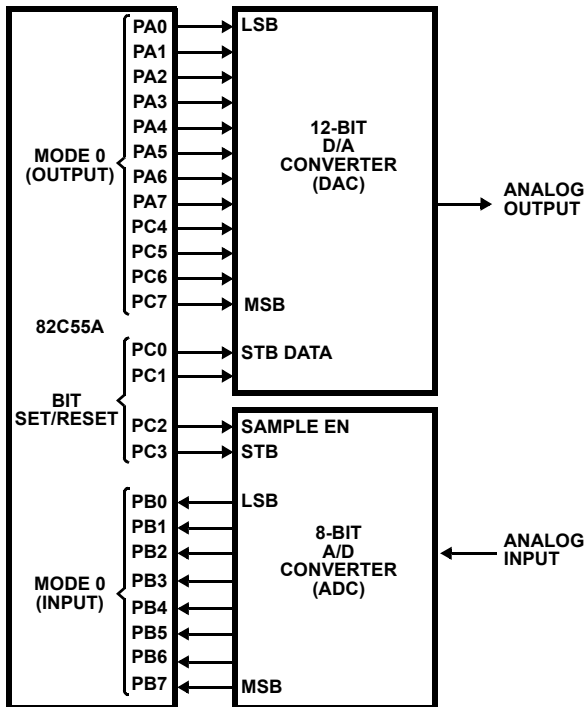 PA0
PA1
PA2
PA3
PA4
PA5
PA6
PA7
PC4
PC5
PC6
PC7
MODE 0
(OUTPUT)
82C55A
PC0
PC1
PC2
PC3
BIT
SET/RESET
PB0
PB1
PB2
PB3
PB4
PB5
PB6
PB7
MODE 0
(INPUT)
LSB
12-BIT
D/A
CONVERTER
(DAC)
MSB
STB DATA
ANALOG
OUTPUT
SAMPLE EN
STB
LSB
8-BIT
A/D
CONVERTER
(ADC)
MSB
ANALOG
INPUT